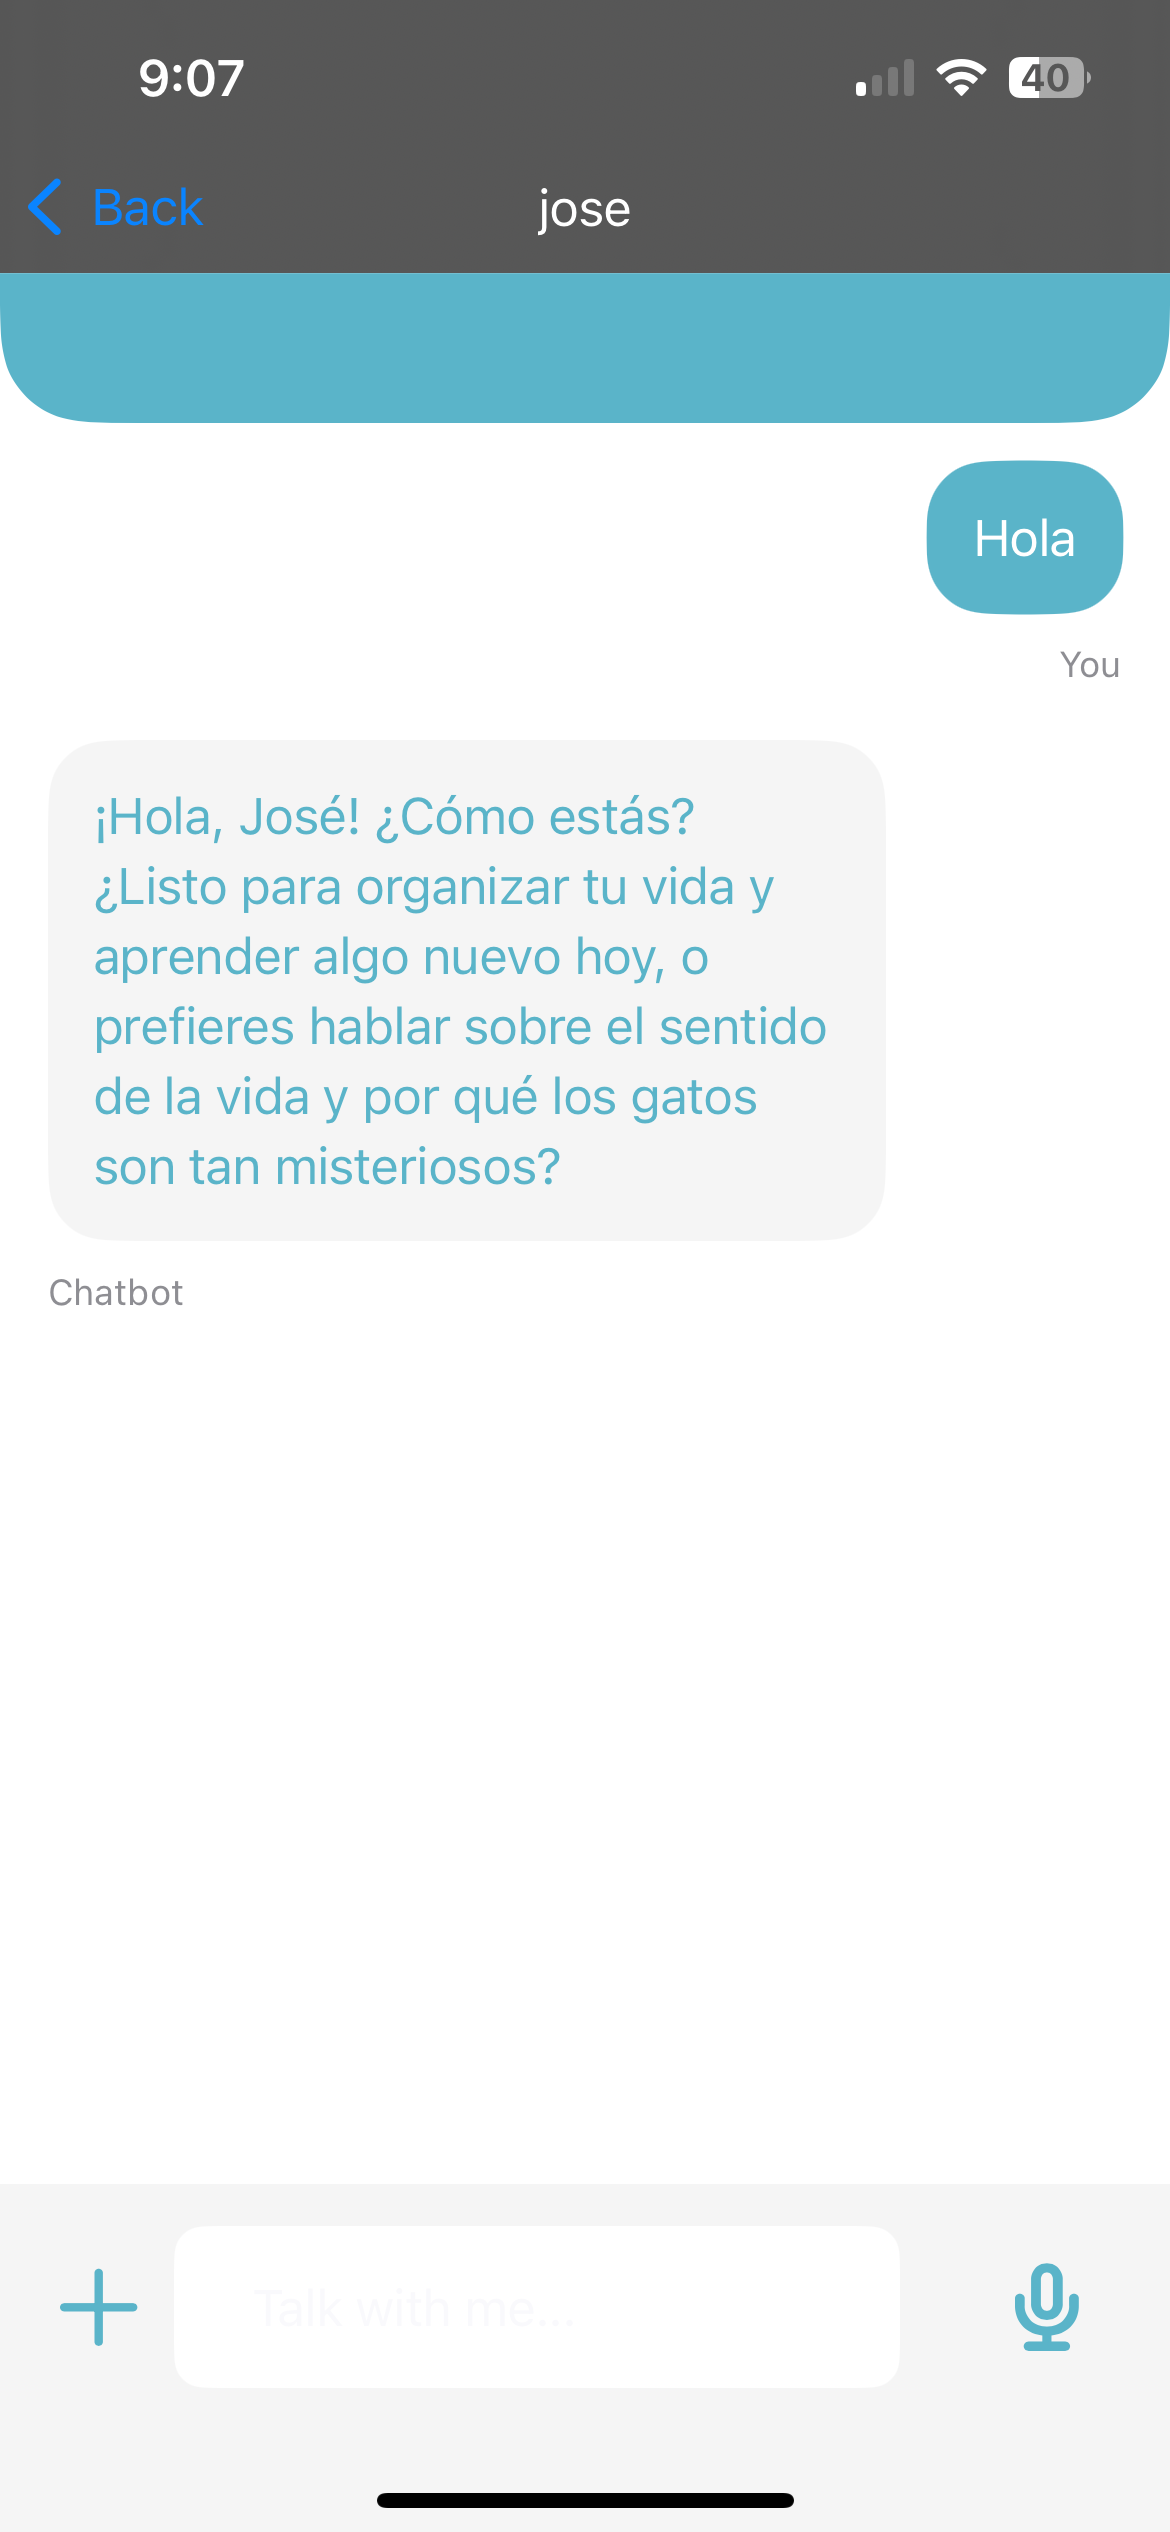 9:07
40
Back
jose
Hola
You
¡Hola, José! ¿Cómo estás?
¿Listo para organizar tu vida y
aprender algo nuevo hoy, o
prefieres hablar sobre el sentido
de la vida y por qué los gatos
son tan misteriosos?
Chatbot
Talk with me...